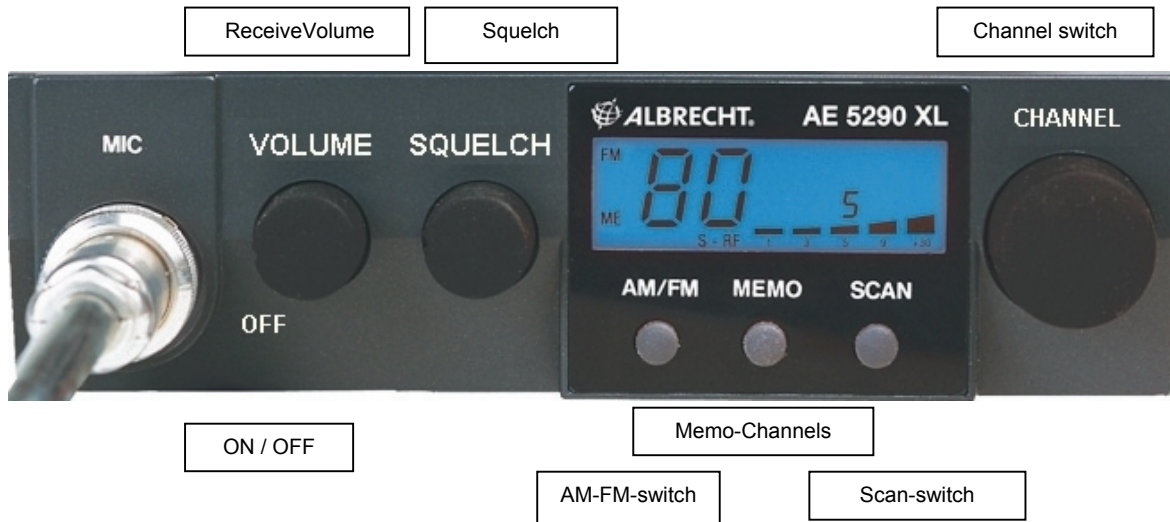 ReceiveVolume
Squelch
Channel switch
ALBRECHT.
AE 5290 XL
CHANNEL
MIC
VOLUME
SQUELCH
FM
80
5
ME
S - RF
1 3 5 9 +30
AM/FM
MEMO
SCAN
OFF
ON / OFF
Memo-Channels
AM-FM-switch
Scan-switch